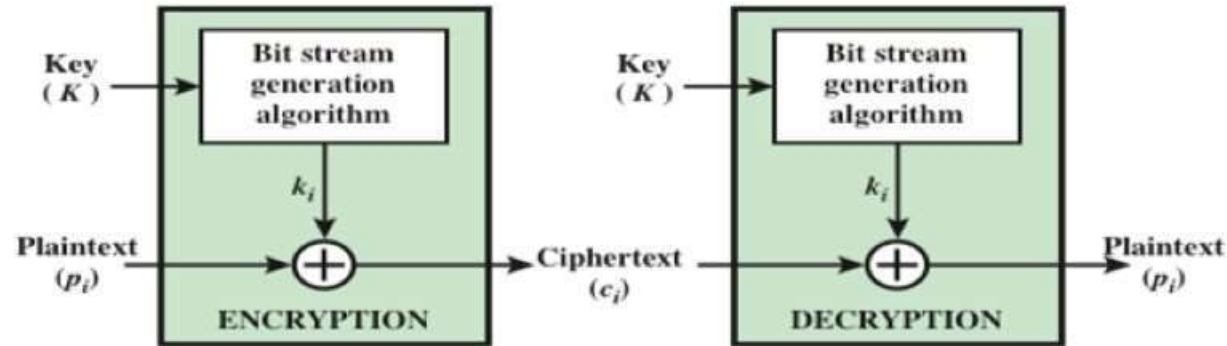 Key
( K )
Bit stream
generation
algorithm
k_i
Plaintext
(p_i)
ENCRYPTION
Ciphertext
(c_i)
Key
( K )
Bit stream
generation
algorithm
k_i
DECRYPTION
Plaintext
(p_i)